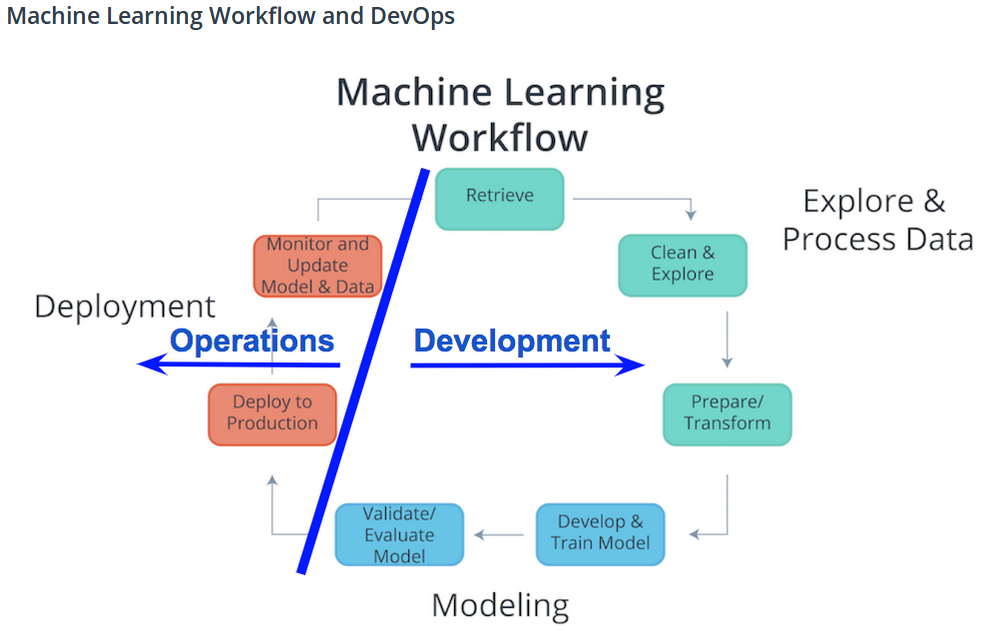 Machine Learning Workflow and DevOps
Machine Learning
Workflow
Retrieve
Explore &
Process Data
Clean &
Explore
Monitor and
Update
Model & Data
Deployment
Operations
Development
Deploy to
Production
Prepare/
Transform
Validate/
Evaluate
Model
Develop &
Train Model
Modeling